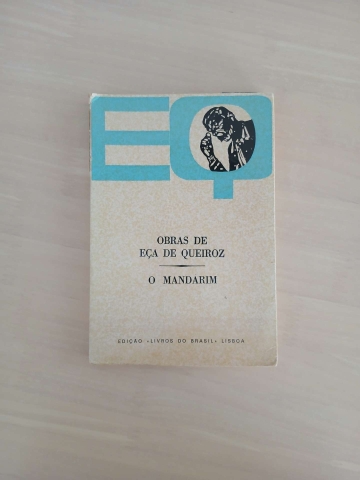 EQ
OBRAS DE
EÇA DE QUEIROZ
O MANDARIM
EDIÇÃO «LIVROS DO BRASIL» LISBOA